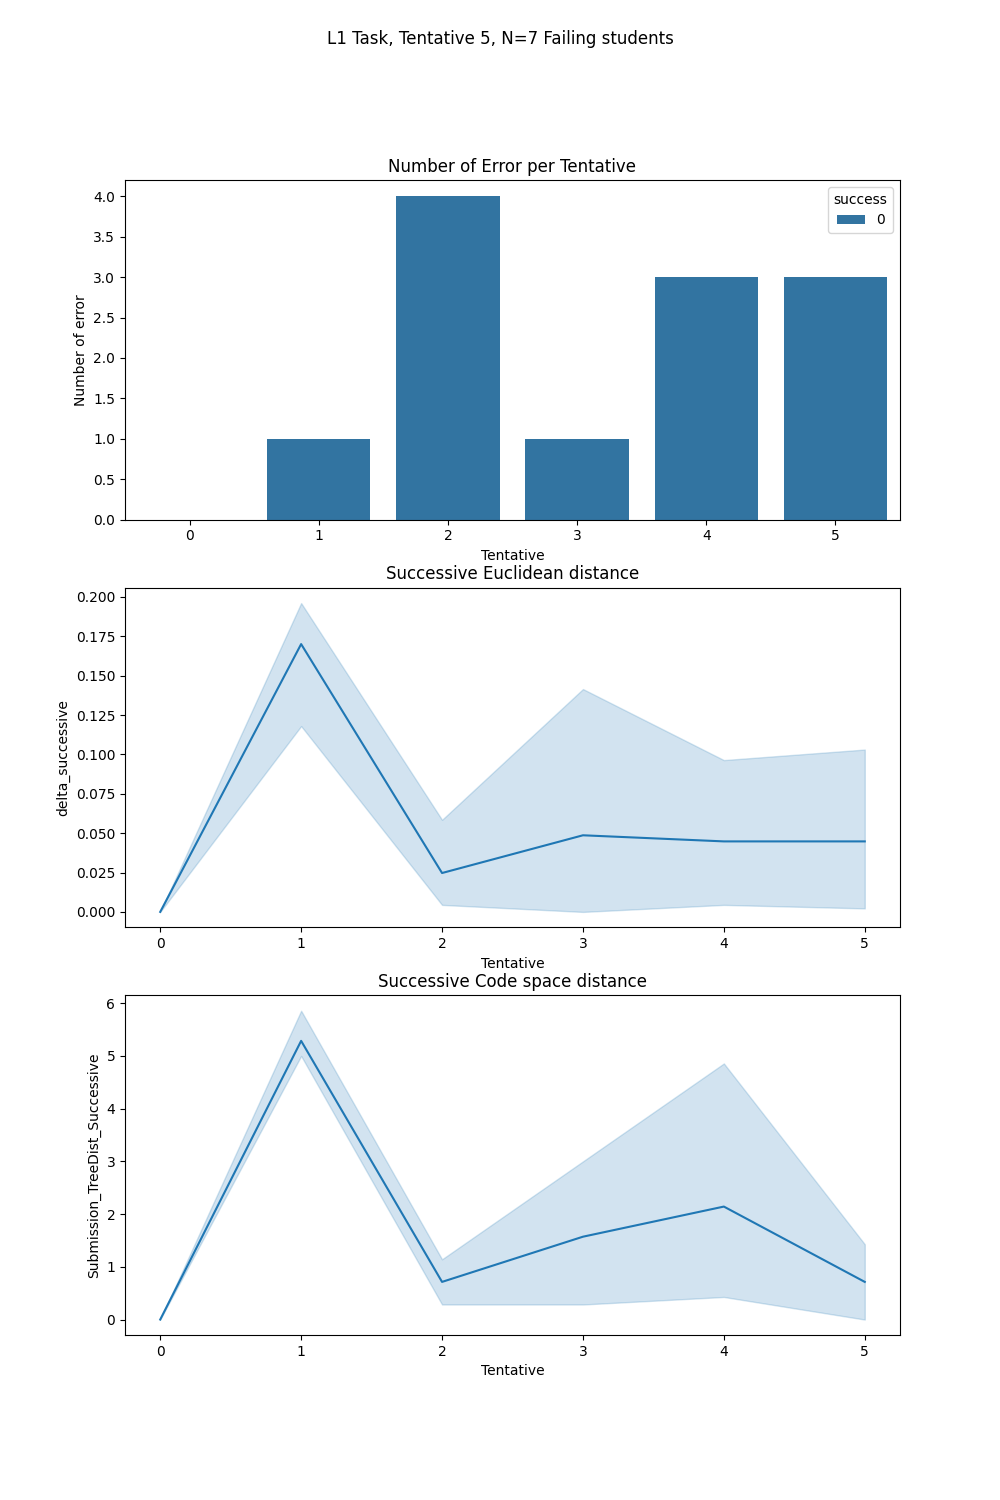 L1 Task, Tentative 5, N=7 Failing students
Number of Error per Tentative
success
0
4.0
3.5
3.0
2.5
2.0
1.5
1.0
0.5
0.0
Number of error
0 1 2 3 4 5
Tentative
Successive Euclidean distance
0.200
0.175
0.150
0.125
0.100
0.075
0.050
0.025
0.000
delta_successive
0 1 2 3 4 5
Tentative
Successive Code space distance
6
5
4
3
2
1
0
Submission_TreeDist_Successive
0 1 2 3 4 5
Tentative